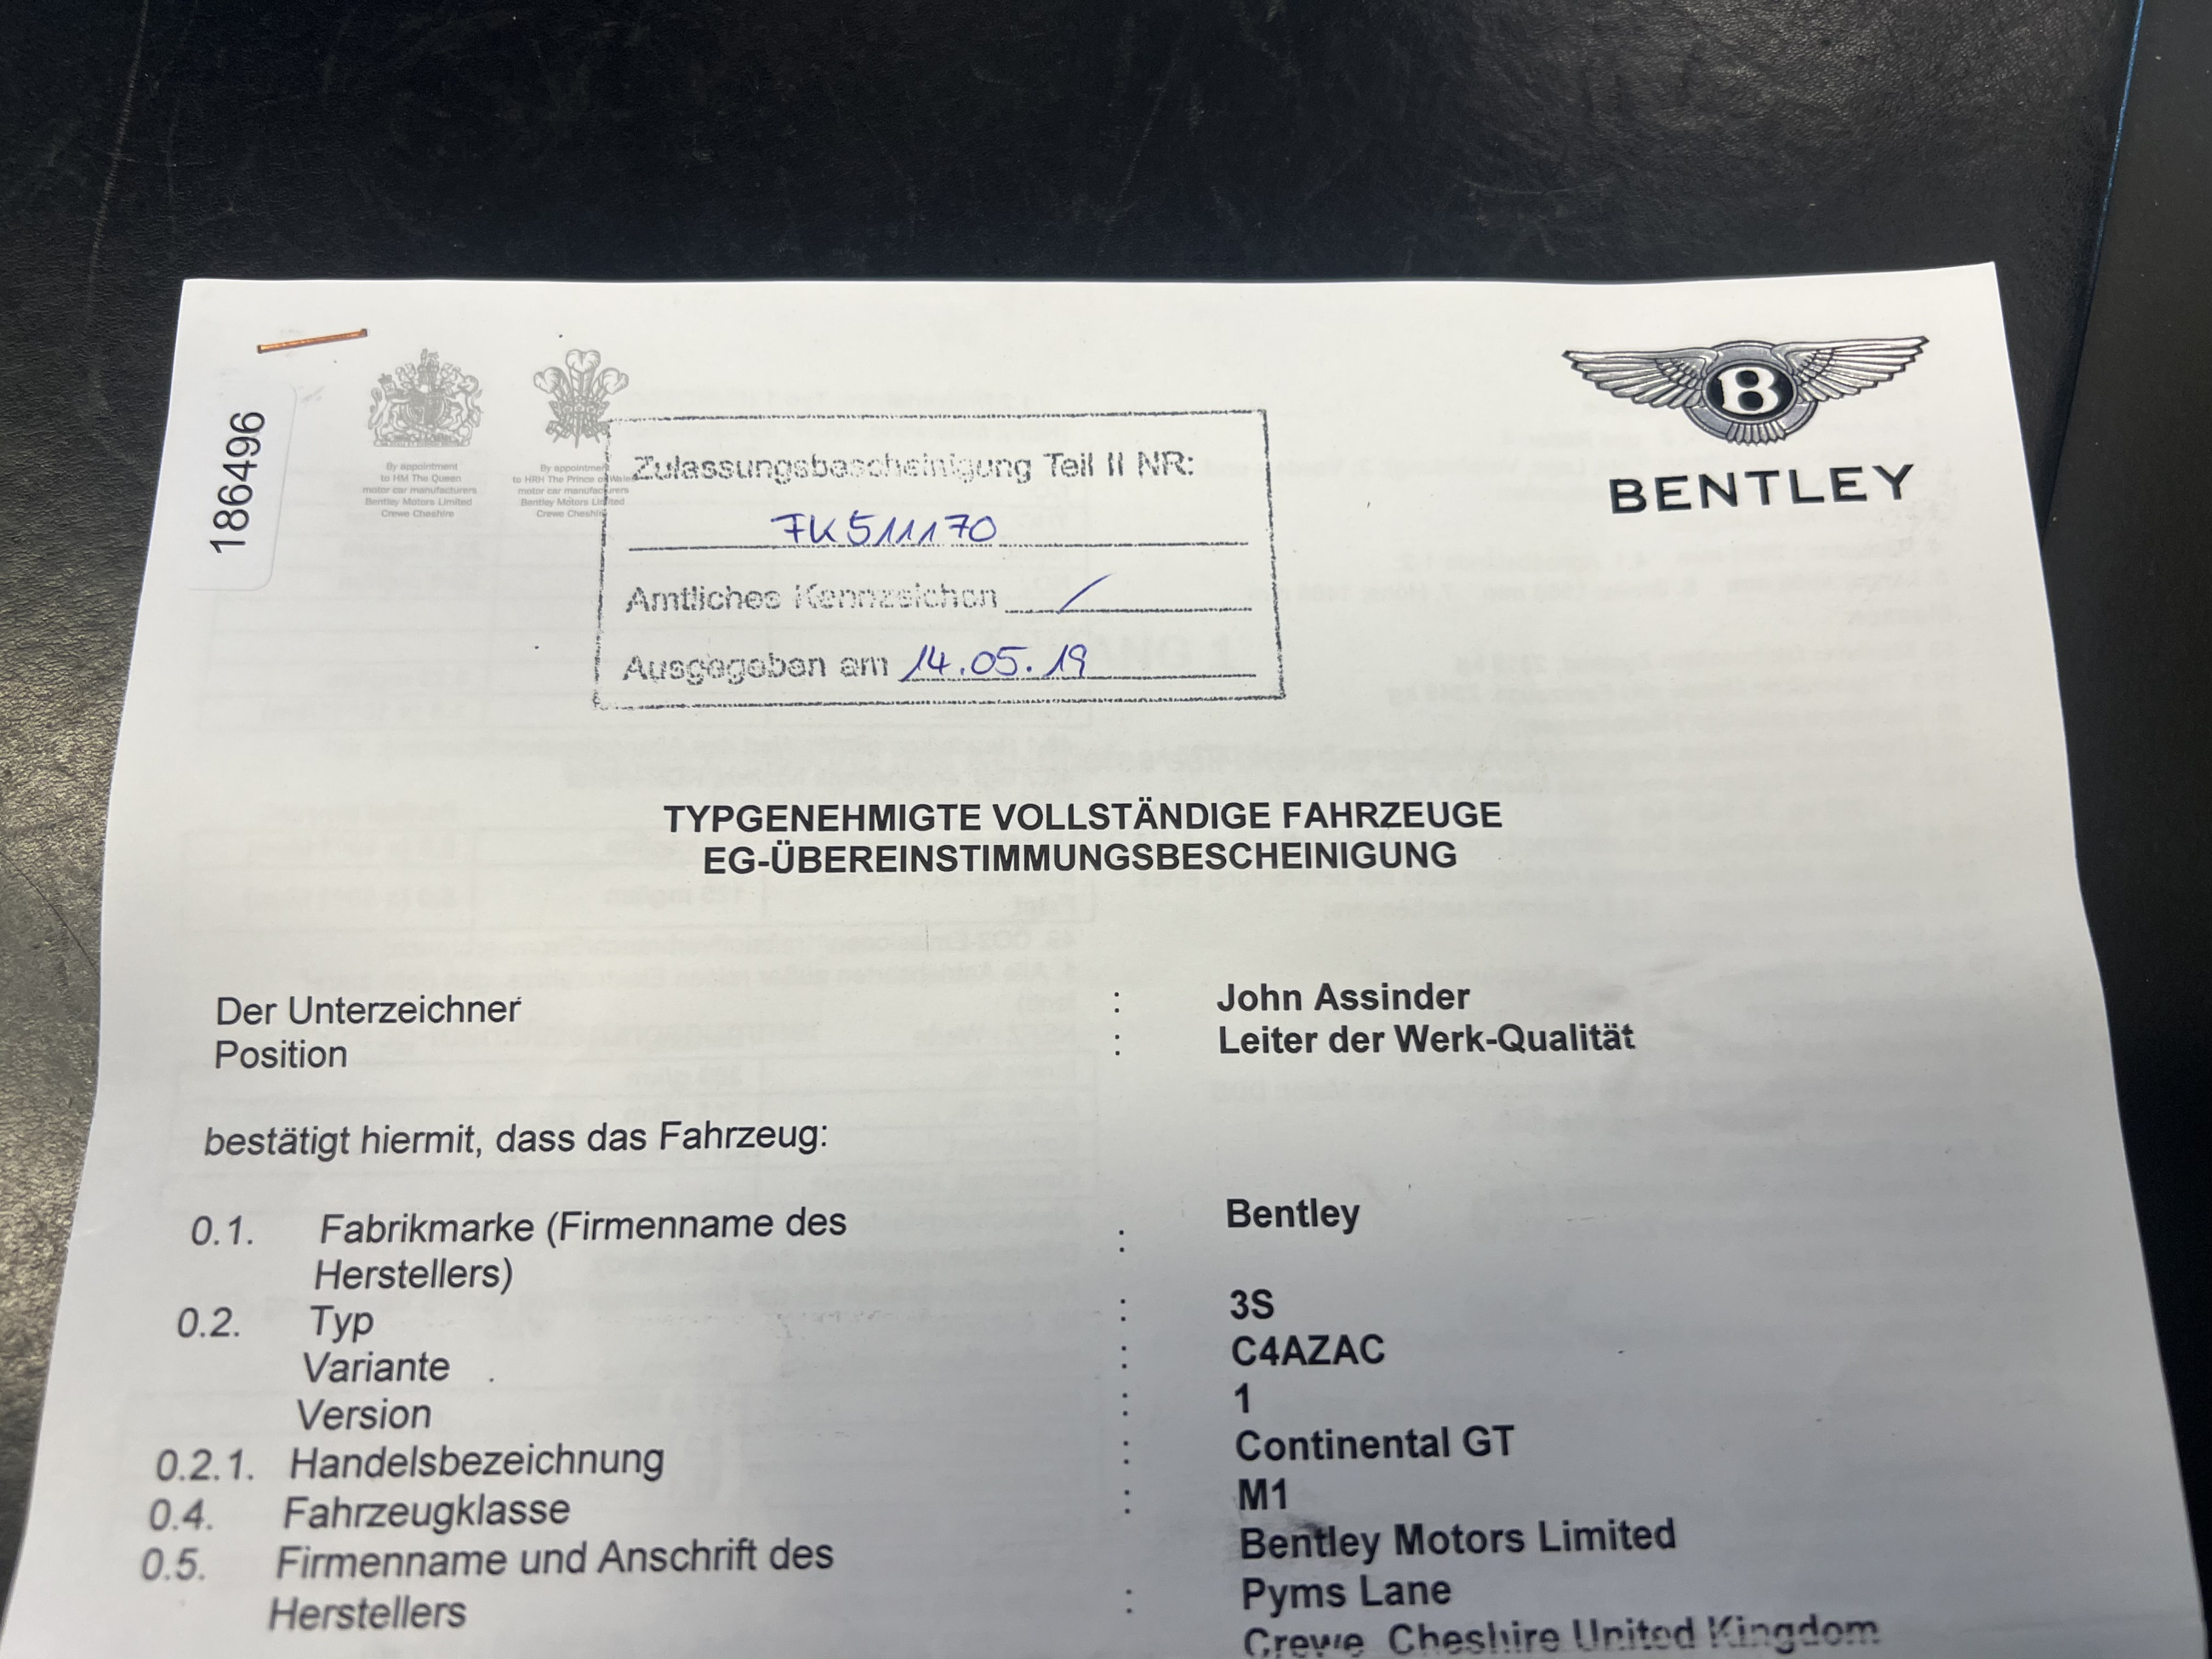 186496
By appointment
to HM The Queen
motor car manufacturers
Bentley Motors Limited
Crewe Cheshire
By appointment
to HRH The Prince of Wales
motor car manufacturers
Bentley Motors Limited
Crewe Cheshire
BENTLEY
Zulassungsbescheinigung Teil II NR:
FK511170
Amtliches Kennzeichen /
Ausgegeben am 14.05.19
TYPGENEHMIGTE VOLLSTÄNDIGE FAHRZEUGE
EG-ÜBEREINSTIMMUNGSBESCHEINIGUNG
Der Unterzeichner : John Assinder
Position : Leiter der Werk-Qualität
bestätigt hiermit, dass das Fahrzeug:
0.1. Fabrikmarke (Firmenname des Herstellers) : Bentley
0.2. Typ : 3S
Variante : C4AZAC
Version : 1
0.2.1. Handelsbezeichnung : Continental GT
0.4. Fahrzeugklasse : M1
0.5. Firmenname und Anschrift des Bentley Motors Limited
Herstellers : Pyms Lane
Crewe Cheshire United Kingdom